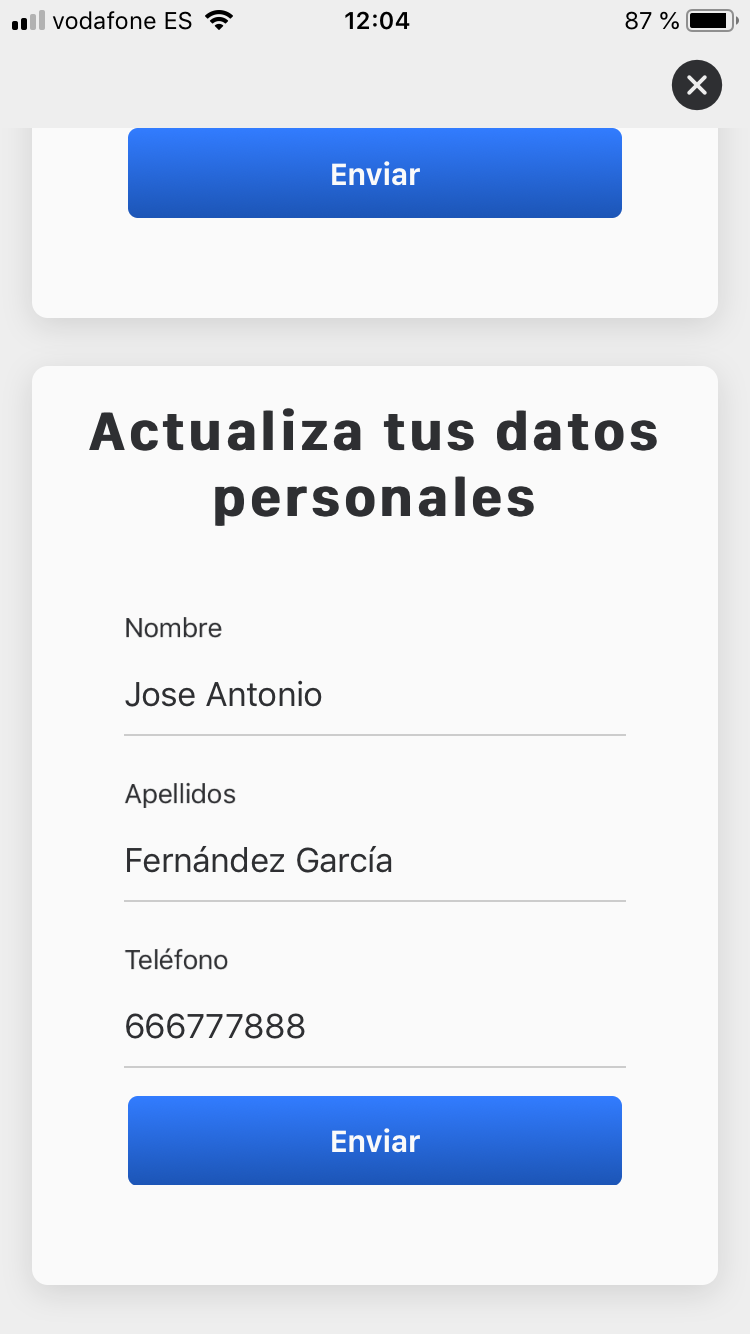 vodafone ES 12:04 87 %
Enviar
Actualiza tus datos
personales
Nombre
Jose Antonio
Apellidos
Fernández García
Teléfono
666777888
Enviar